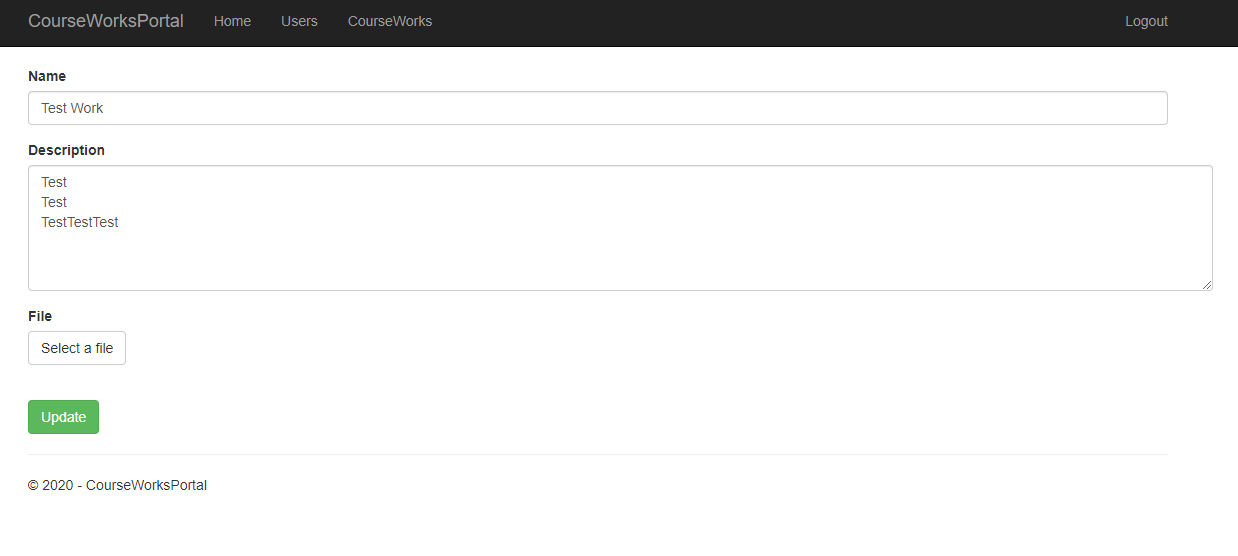 CourseWorksPortal Home Users CourseWorks Logout
Name
Test Work
Description
Test
Test
TestTestTest
File
Select a file
Update
© 2020 - CourseWorksPortal